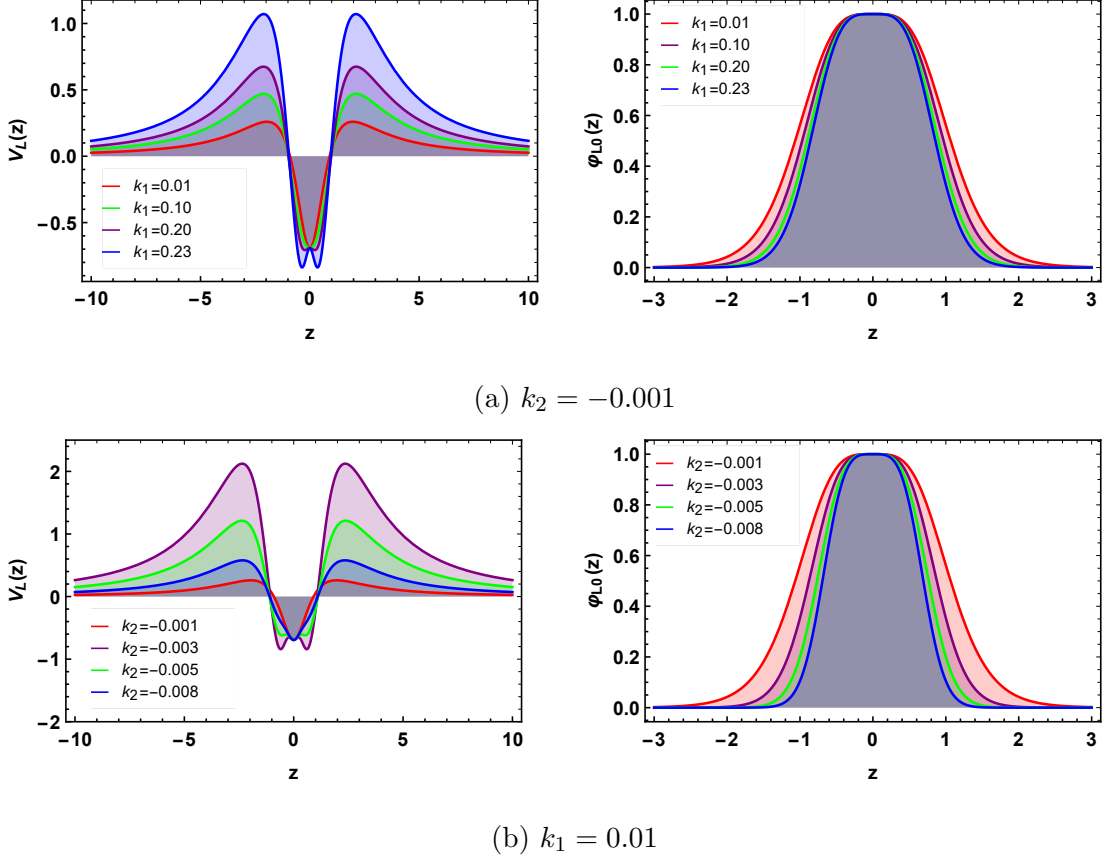 1.0
0.5
0.0
−0.5
V_L(z)
k_1=0.01
k_1=0.10
k_1=0.20
k_1=0.23
−10 −5 0 5 10
z
1.0
0.8
0.6
0.4
0.2
0.0
φ_L0(z)
k_1=0.01
k_1=0.10
k_1=0.20
k_1=0.23
−3 −2 −1 0 1 2 3
z
(a) k_2 = −0.001
2
1
0
−1
−2
V_L(z)
k_2=−0.001
k_2=−0.003
k_2=−0.005
k_2=−0.008
−10 −5 0 5 10
z
1.0
0.8
0.6
0.4
0.2
0.0
φ_L0(z)
k_2=−0.001
k_2=−0.003
k_2=−0.005
k_2=−0.008
−3 −2 −1 0 1 2 3
z
(b) k_1 = 0.01